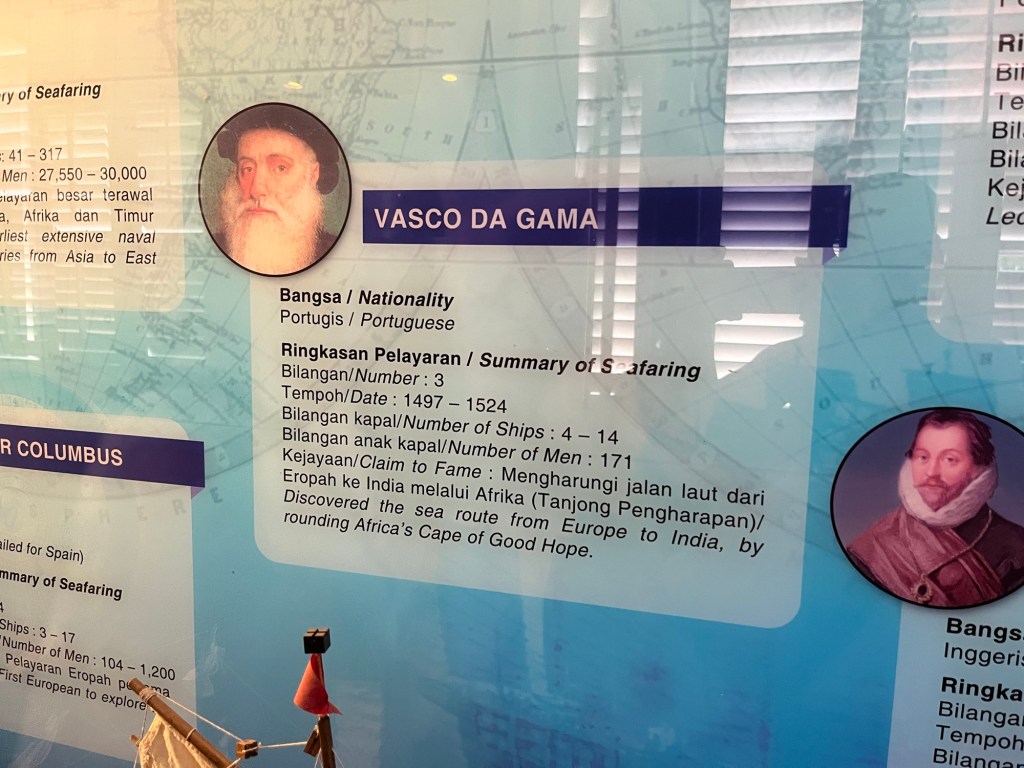 ry of Seafaring
: 41 – 317
Men : 27,550 – 30,000
elayaran besar terawal
a, Afrika dan Timur
rliest extensive naval
ries from Asia to East
VASCO DA GAMA
Bangsa / Nationality
Portugis / Portuguese
Ringkasan Pelayaran / Summary of Seafaring
Bilangan/Number : 3
Tempoh/Date : 1497 – 1524
Bilangan kapal/Number of Ships : 4 – 14
Bilangan anak kapal/Number of Men : 171
Kejayaan/Claim to Fame : Mengharungi jalan laut dari
Eropah ke India melalui Afrika (Tanjong Pengharapan)/
Discovered the sea route from Europe to India, by
rounding Africa's Cape of Good Hope.
R COLUMBUS
ailed for Spain)
mmary of Seafaring
4
Ships : 3 – 17
/Number of Men : 104 – 1,200
Pelayaran Eropah
First European to explore
Ri
Bil
Te
Bil
Bila
Kej
Led
Bangsa
Inggeris
Ringka
Bilangan
Tempoh
Bilangan
SOUTH
SPHERE